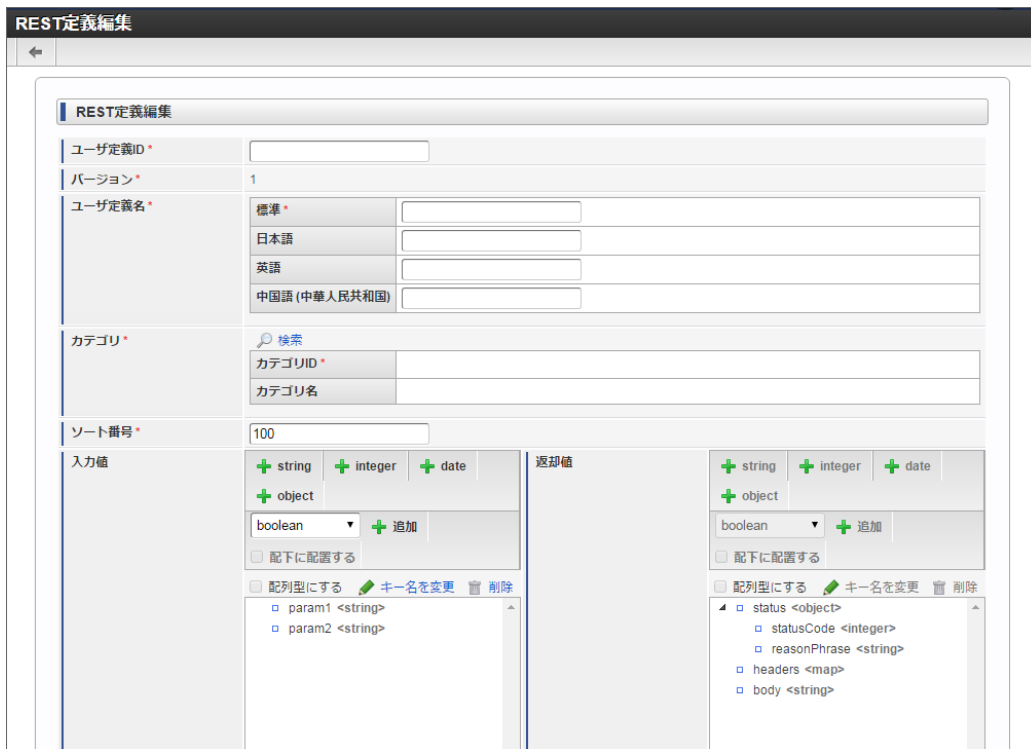 REST定義編集
REST定義編集
ユーザ定義ID *
バージョン * 1
ユーザ定義名 *
標準 *
日本語
英語
中国語 (中華人民共和国)
カテゴリ * 検索
カテゴリID *
カテゴリ名
ソート番号 * 100
入力値
string integer date
object
boolean 追加
配下に配置する
配列型にする キー名を変更 削除
param1 <string>
param2 <string>
返却値
string integer date
object
boolean 追加
配下に配置する
配列型にする キー名を変更 削除
status <object>
statusCode <integer>
reasonPhrase <string>
headers <map>
body <string>